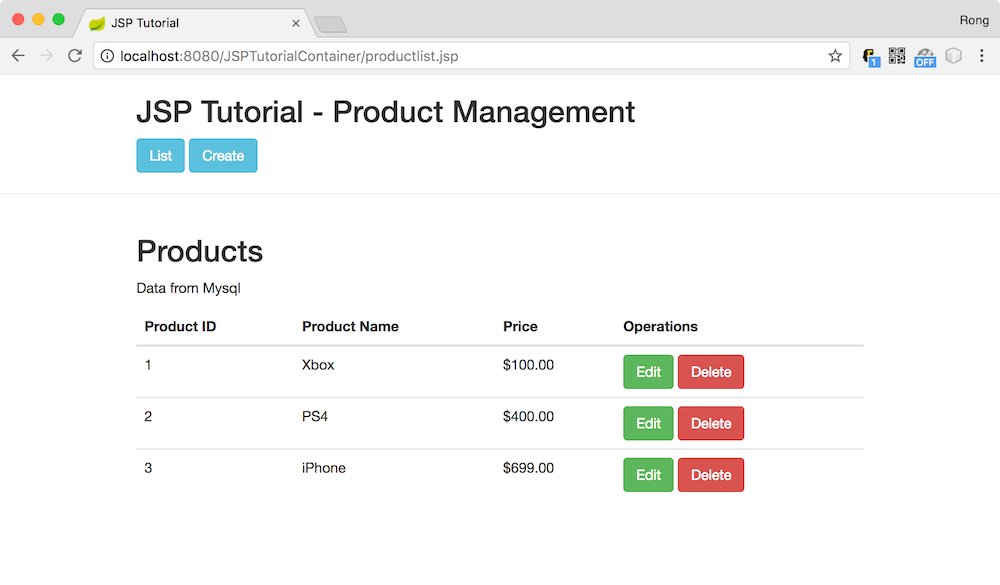 JSP Tutorial
Rong
localhost:8080/JSPTutorialContainer/productlist.jsp
1
OFF
JSP Tutorial - Product Management
List Create
Products
Data from Mysql
Product ID Product Name Price Operations
1 Xbox $100.00 Edit Delete
2 PS4 $400.00 Edit Delete
3 iPhone $699.00 Edit Delete